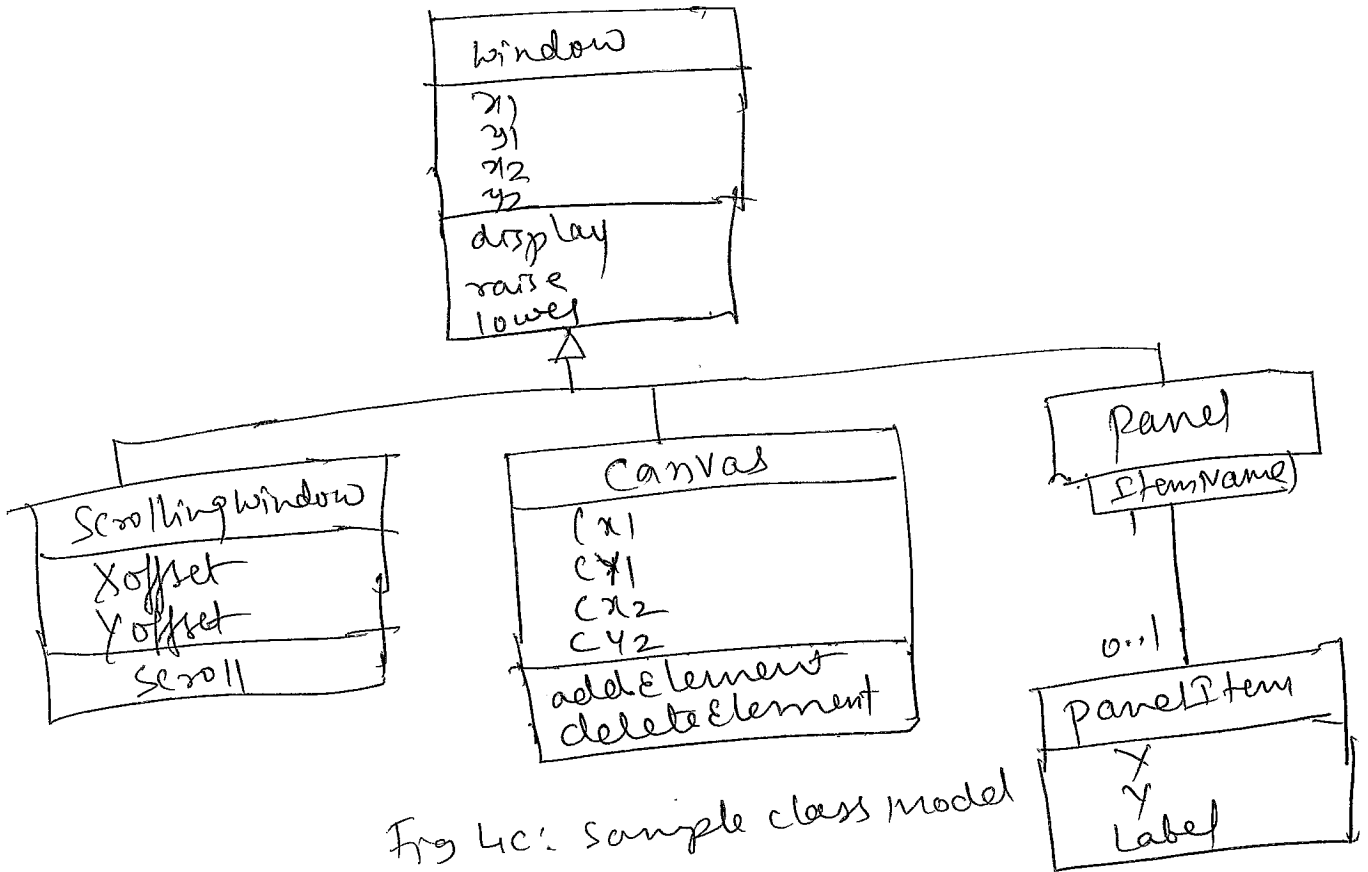 Window
x1
y1
x2
y2
display
raise
lower
ScrollingWindow
Xoffset
Yoffset
scroll
Canvas
Cx1
CY1
Cx2
CY2
addElement
deleteElement
Panel
ItemName
1
0..1
PanelItem
X
Y
Label
Fig 4c: Sample class model